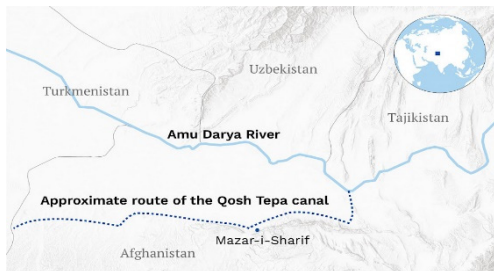 Uzbekistan
Turkmenistan
Tajikistan
Amu Darya River
Approximate route of the Qosh Tepa canal
Mazar-i-Sharif
Afghanistan